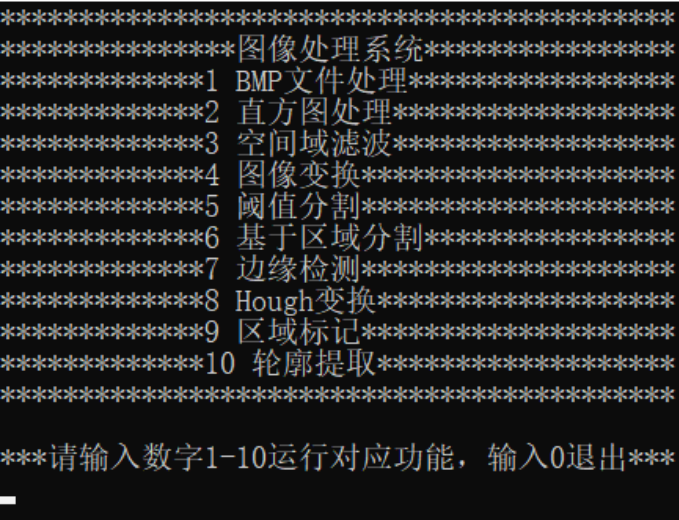 *******************************************
***************图像处理系统****************
*************1 BMP文件处理*****************
*************2 直方图处理******************
*************3 空间域滤波******************
*************4 图像变换********************
*************5 阈值分割********************
*************6 基于区域分割****************
*************7 边缘检测********************
*************8 Hough变换*******************
*************9 区域标记********************
*************10 轮廓提取*******************
*******************************************
***请输入数字1-10运行对应功能，输入0退出***